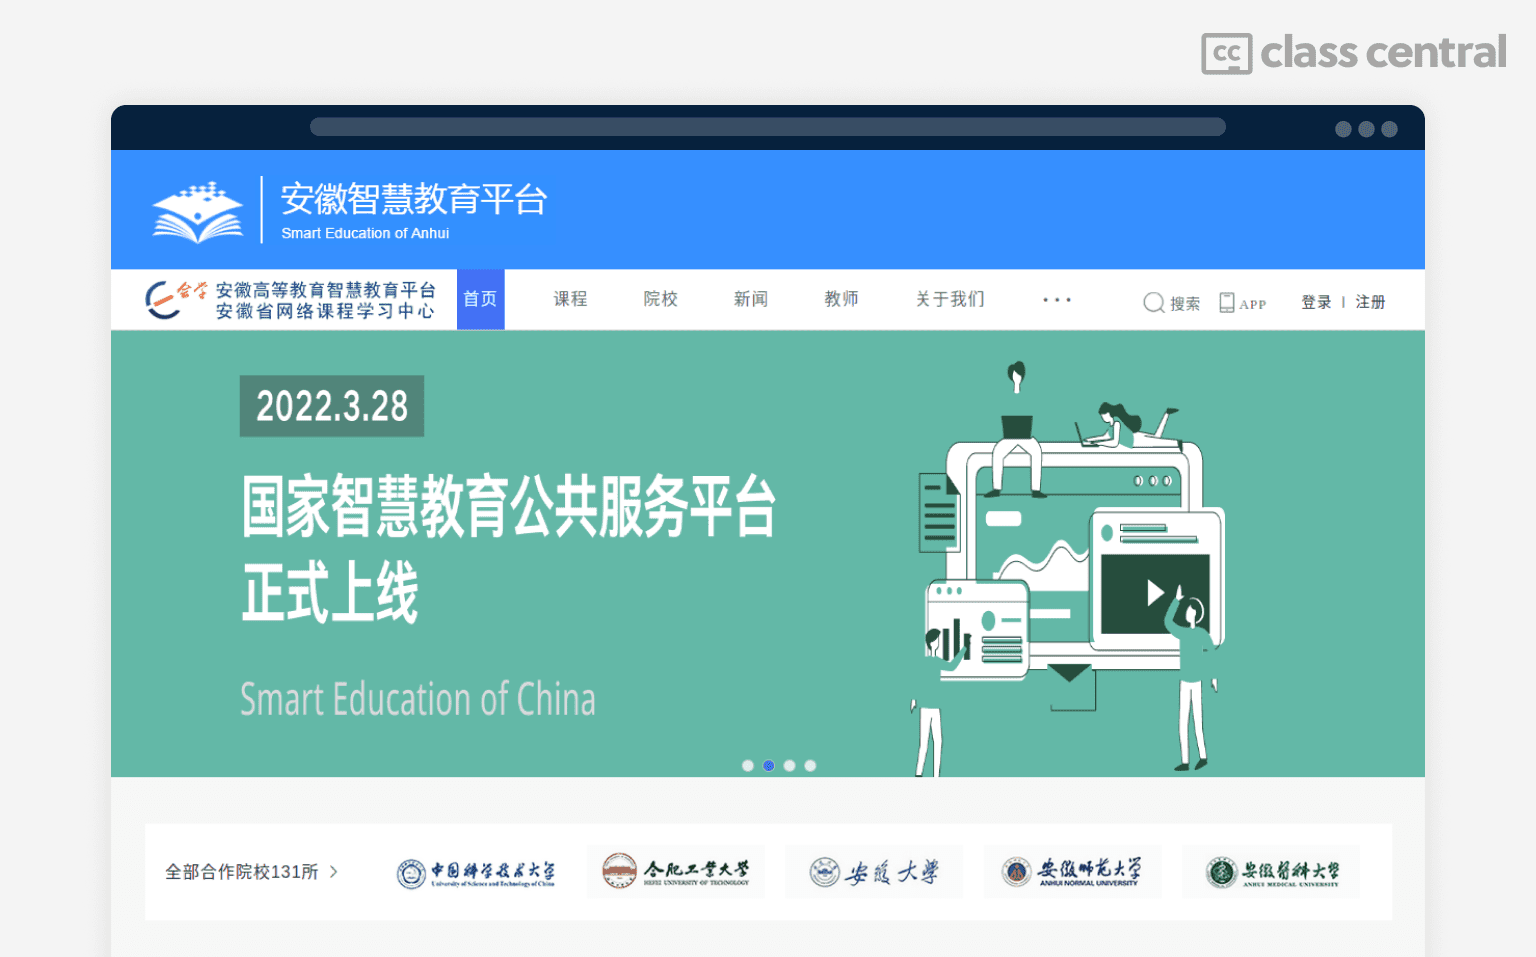 cc class central
安徽智慧教育平台
Smart Education of Anhui
会学 安徽高等教育智慧教育平台
安徽省网络课程学习中心
首页 课程 院校 新闻 教师 关于我们 ··· 搜索 APP 登录 | 注册
2022.3.28
国家智慧教育公共服务平台
正式上线
Smart Education of China
全部合作院校131所 >
中国科学技术大学
University of Science and Technology of China
合肥工业大学
HEFEI UNIVERSITY OF TECHNOLOGY
安徽大学
安徽师范大学
ANHUI NORMAL UNIVERSITY
安徽医科大学
ANHUI MEDICAL UNIVERSITY